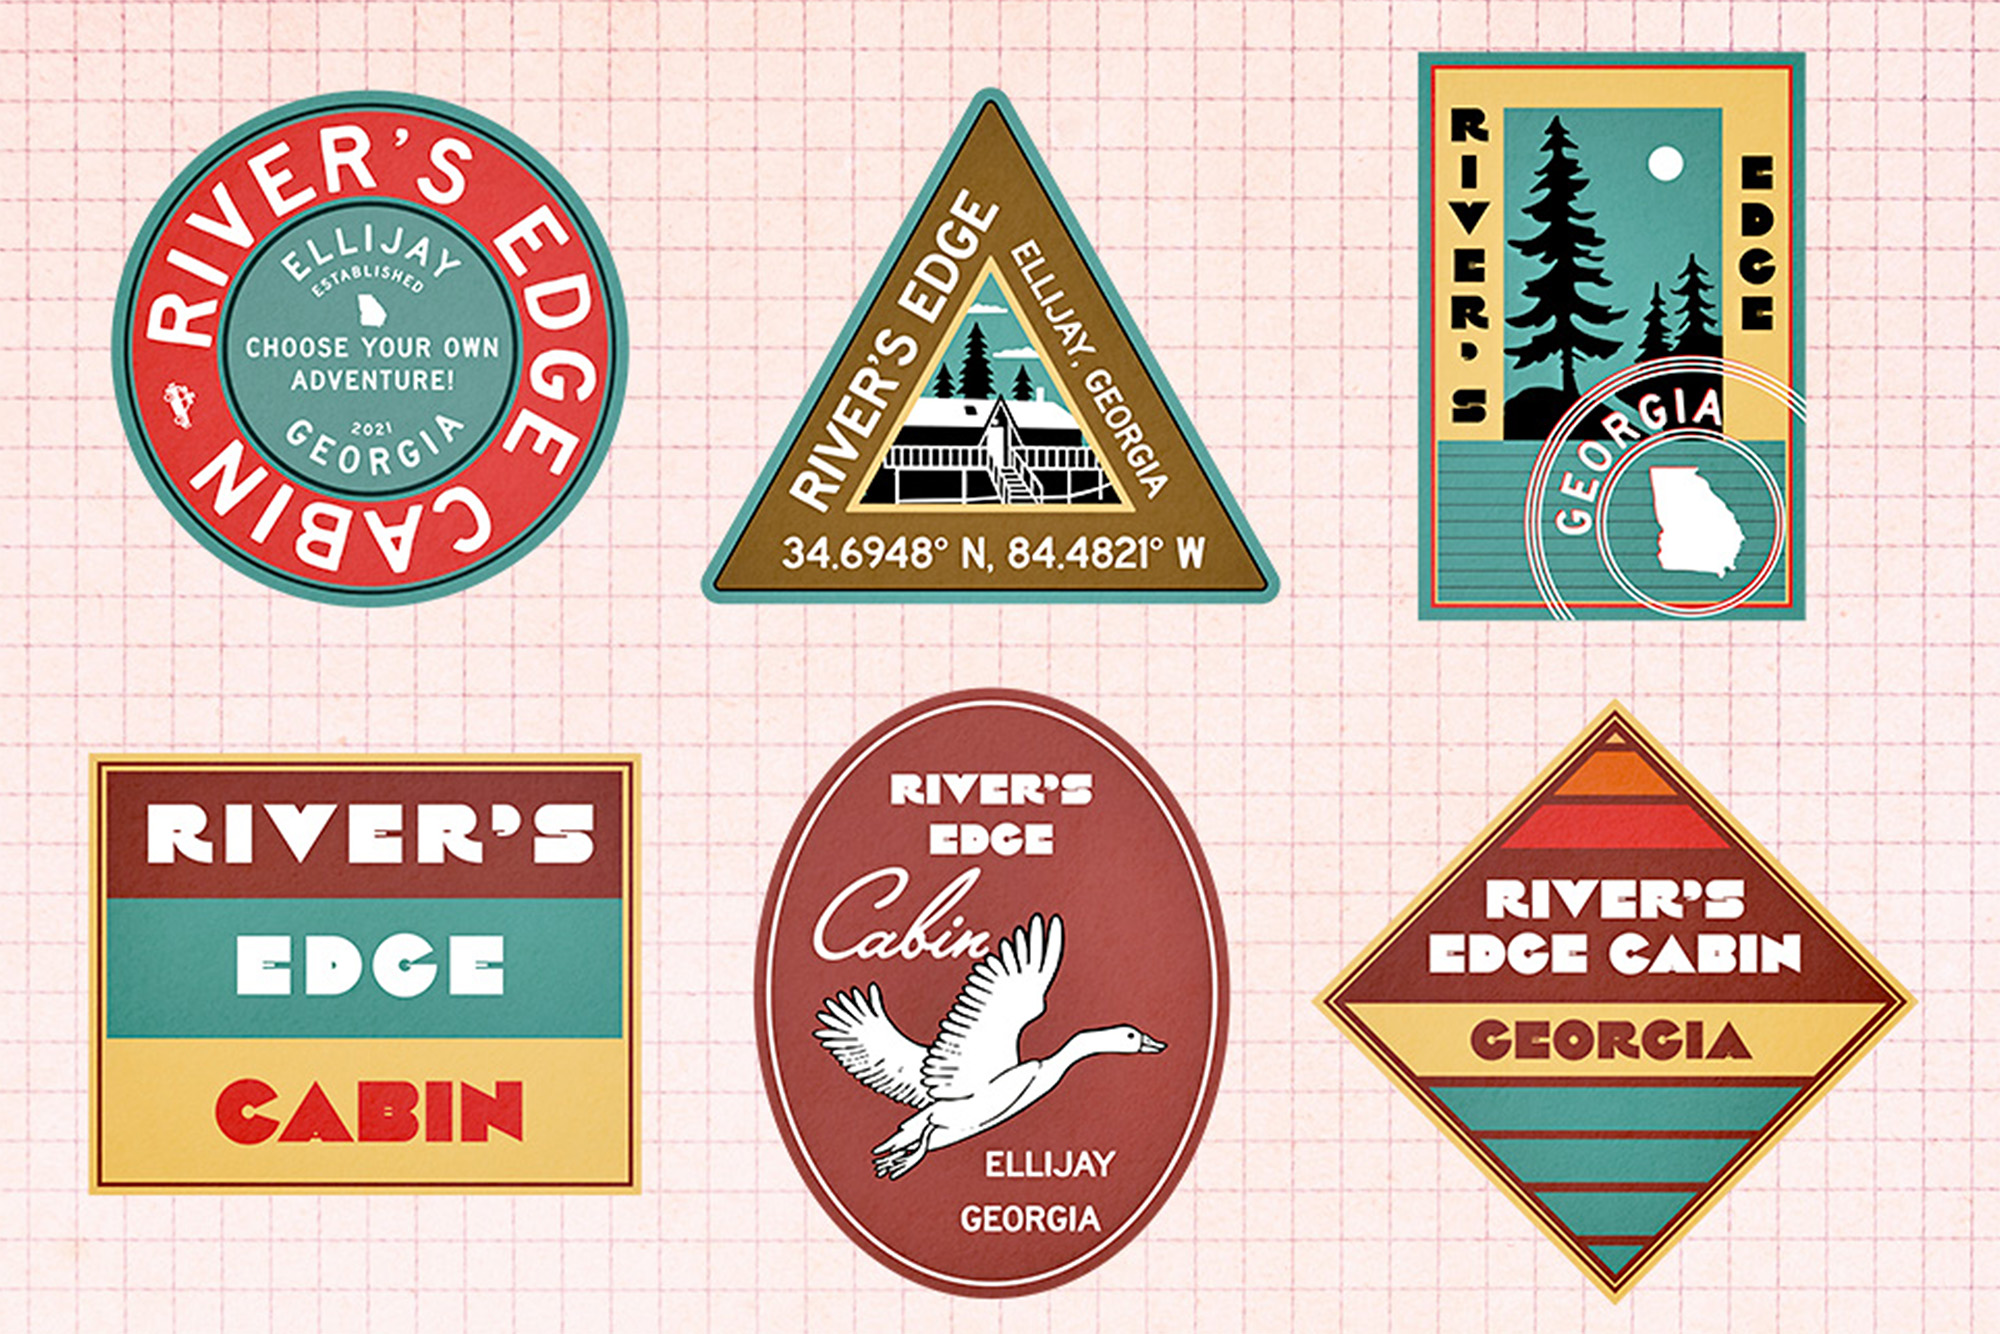 RIVER'S EDGE CABIN
ELLIJAY
ESTABLISHED
CHOOSE YOUR OWN
ADVENTURE!
2021
GEORGIA
RIVER'S EDGE
ELLIJAY, GEORGIA
34.6948° N, 84.4821° W
RIVER'S
EDGE
GEORGIA
RIVER'S
EDGE
CABIN
RIVER'S
EDGE
Cabin
ELLIJAY
GEORGIA
RIVER'S
EDGE CABIN
GEORGIA